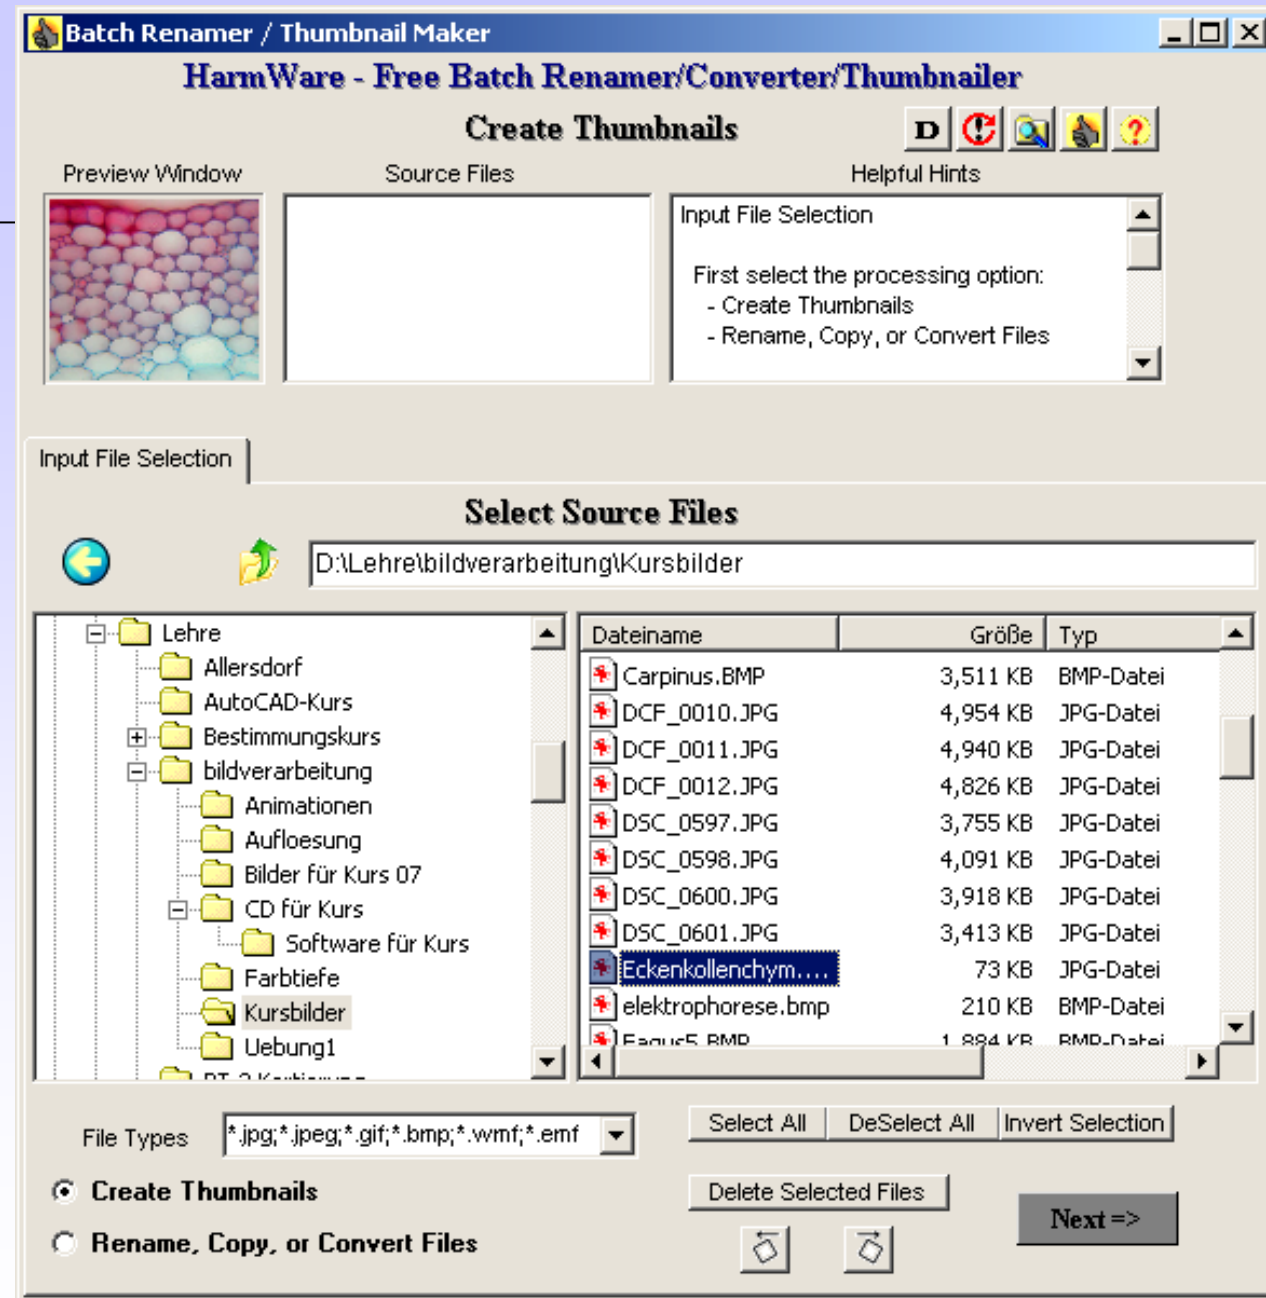 Batch Renamer / Thumbnail Maker
HarmWare - Free Batch Renamer/Converter/Thumbnailer
Create Thumbnails
D
Preview Window
Source Files
Helpful Hints
Input File Selection
First select the processing option:
- Create Thumbnails
- Rename, Copy, or Convert Files
Input File Selection
Select Source Files
D:\Lehre\bildverarbeitung\Kursbilder
Lehre
Allersdorf
AutoCAD-Kurs
Bestimmungskurs
bildverarbeitung
Animationen
Aufloesung
Bilder für Kurs 07
CD für Kurs
Software für Kurs
Farbtiefe
Kursbilder
Uebung1
Dateiname Größe Typ
Carpinus.BMP 3,511 KB BMP-Datei
DCF_0010.JPG 4,954 KB JPG-Datei
DCF_0011.JPG 4,940 KB JPG-Datei
DCF_0012.JPG 4,826 KB JPG-Datei
DSC_0597.JPG 3,755 KB JPG-Datei
DSC_0598.JPG 4,091 KB JPG-Datei
DSC_0600.JPG 3,918 KB JPG-Datei
DSC_0601.JPG 3,413 KB JPG-Datei
Eckenkollenchym.... 73 KB JPG-Datei
elektrophorese.bmp 210 KB BMP-Datei
Fagus5.BMP 1,884 KB BMP-Datei
File Types
*.jpg;*.jpeg;*.gif;*.bmp;*.wmf;*.emf
Select All
DeSelect All
Invert Selection
Create Thumbnails
Delete Selected Files
Next =>
Rename, Copy, or Convert Files